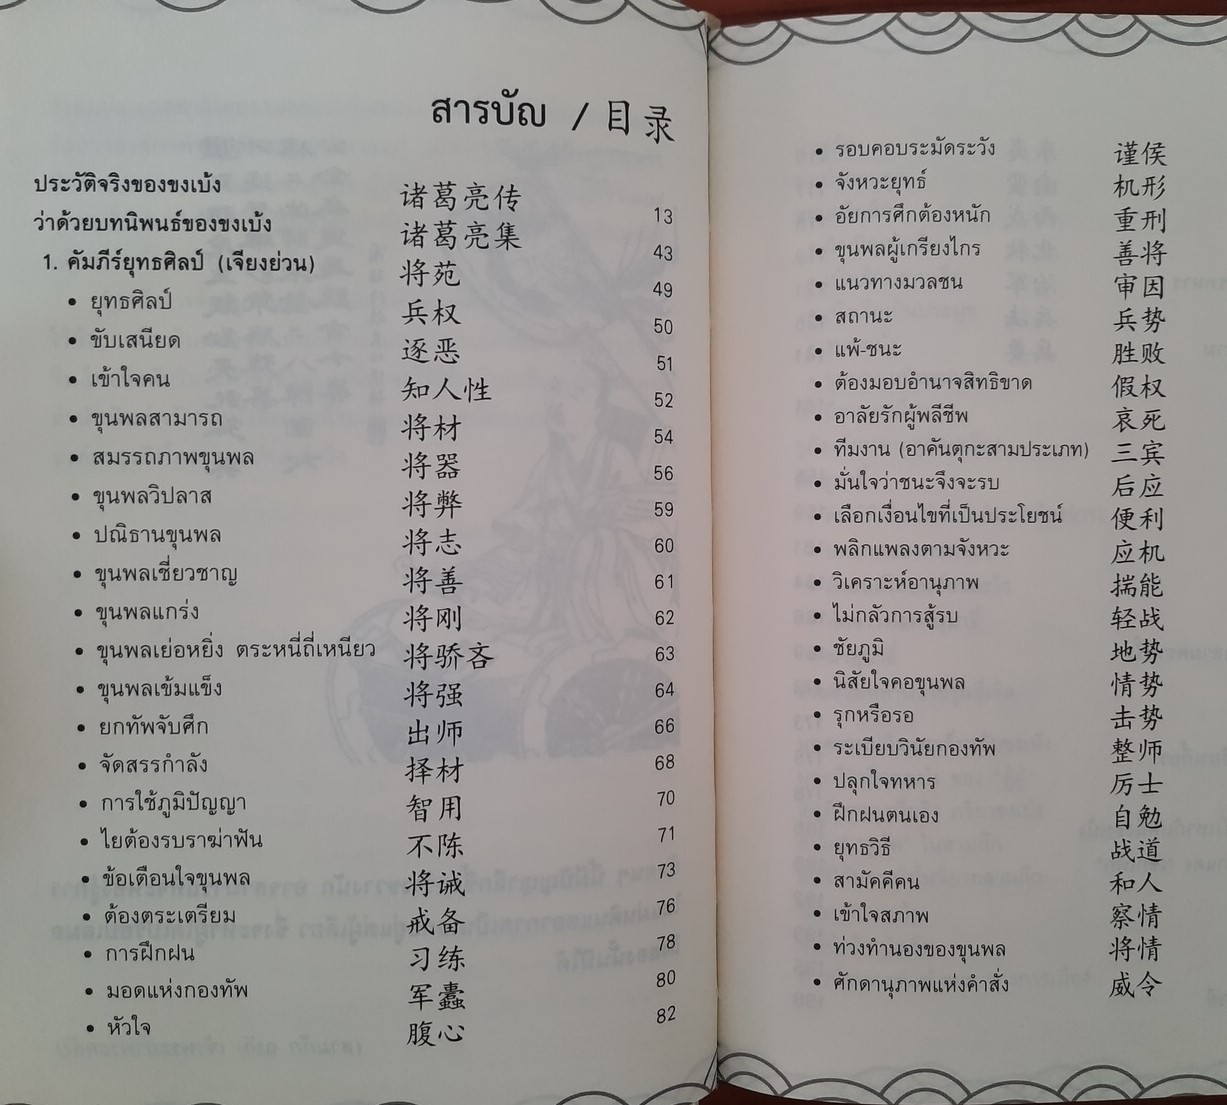 สารบัญ / 目录
ประวัติจริงของขงเบ้ง 诸葛亮传 13
ว่าด้วยบทนิพนธ์ของขงเบ้ง 诸葛亮集 43
1. คัมภีร์ยุทธศิลป์ (เจียงย่วน) 将苑 49
• ยุทธศิลป์ 兵权 50
• ขับเสนียด 逐恶 51
• เข้าใจคน 知人性 52
• ขุนพลสามารถ 将材 54
• สมรรถภาพขุนพล 将器 56
• ขุนพลวิปลาส 将弊 59
• ปณิธานขุนพล 将志 60
• ขุนพลเชี่ยวชาญ 将善 61
• ขุนพลแกร่ง 将刚 62
• ขุนพลเย่อหยิ่ง ตระหนี่ถี่เหนียว 将骄吝 63
• ขุนพลเข้มแข็ง 将强 64
• ยกทัพจับศึก 出师 66
• จัดสรรกำลัง 择材 68
• การใช้ภูมิปัญญา 智用 70
• ไยต้องรบราฆ่าฟัน 不陈 71
• ข้อเตือนใจขุนพล 将诫 73
• ต้องตระเตรียม 戒备 76
• การฝึกฝน 习练 78
• มอดแห่งกองทัพ 军蠹 80
• หัวใจ 腹心 82
• รอบคอบระมัดระวัง 谨侯
• จังหวะยุทธ์ 机形
• อัยการศึกต้องหนัก 重刑
• ขุนพลผู้เกรียงไกร 善将
• แนวทางมวลชน 审因
• สถานะ 兵势
• แพ้-ชนะ 胜败
• ต้องมอบอำนาจสิทธิขาด 假权
• อาลัยรักผู้พลีชีพ 哀死
• ทีมงาน (อาคันตุกะสามประเภท) 三宾
• มั่นใจว่าชนะจึงจะรบ 后应
• เลือกเงื่อนไขที่เป็นประโยชน์ 便利
• พลิกแพลงตามจังหวะ 应机
• วิเคราะห์อานุภาพ 揣能
• ไม่กลัวการสู้รบ 轻战
• ชัยภูมิ 地势
• นิสัยใจคอขุนพล 情势
• รุกหรือรอ 击势
• ระเบียบวินัยกองทัพ 整师
• ปลุกใจทหาร 厉士
• ฝึกฝนตนเอง 自勉
• ยุทธวิธี 战道
• สามัคคีคน 和人
• เข้าใจสภาพ 察情
• ท่วงทำนองของขุนพล 将情
• ศักดานุภาพแห่งคำสั่ง 威令